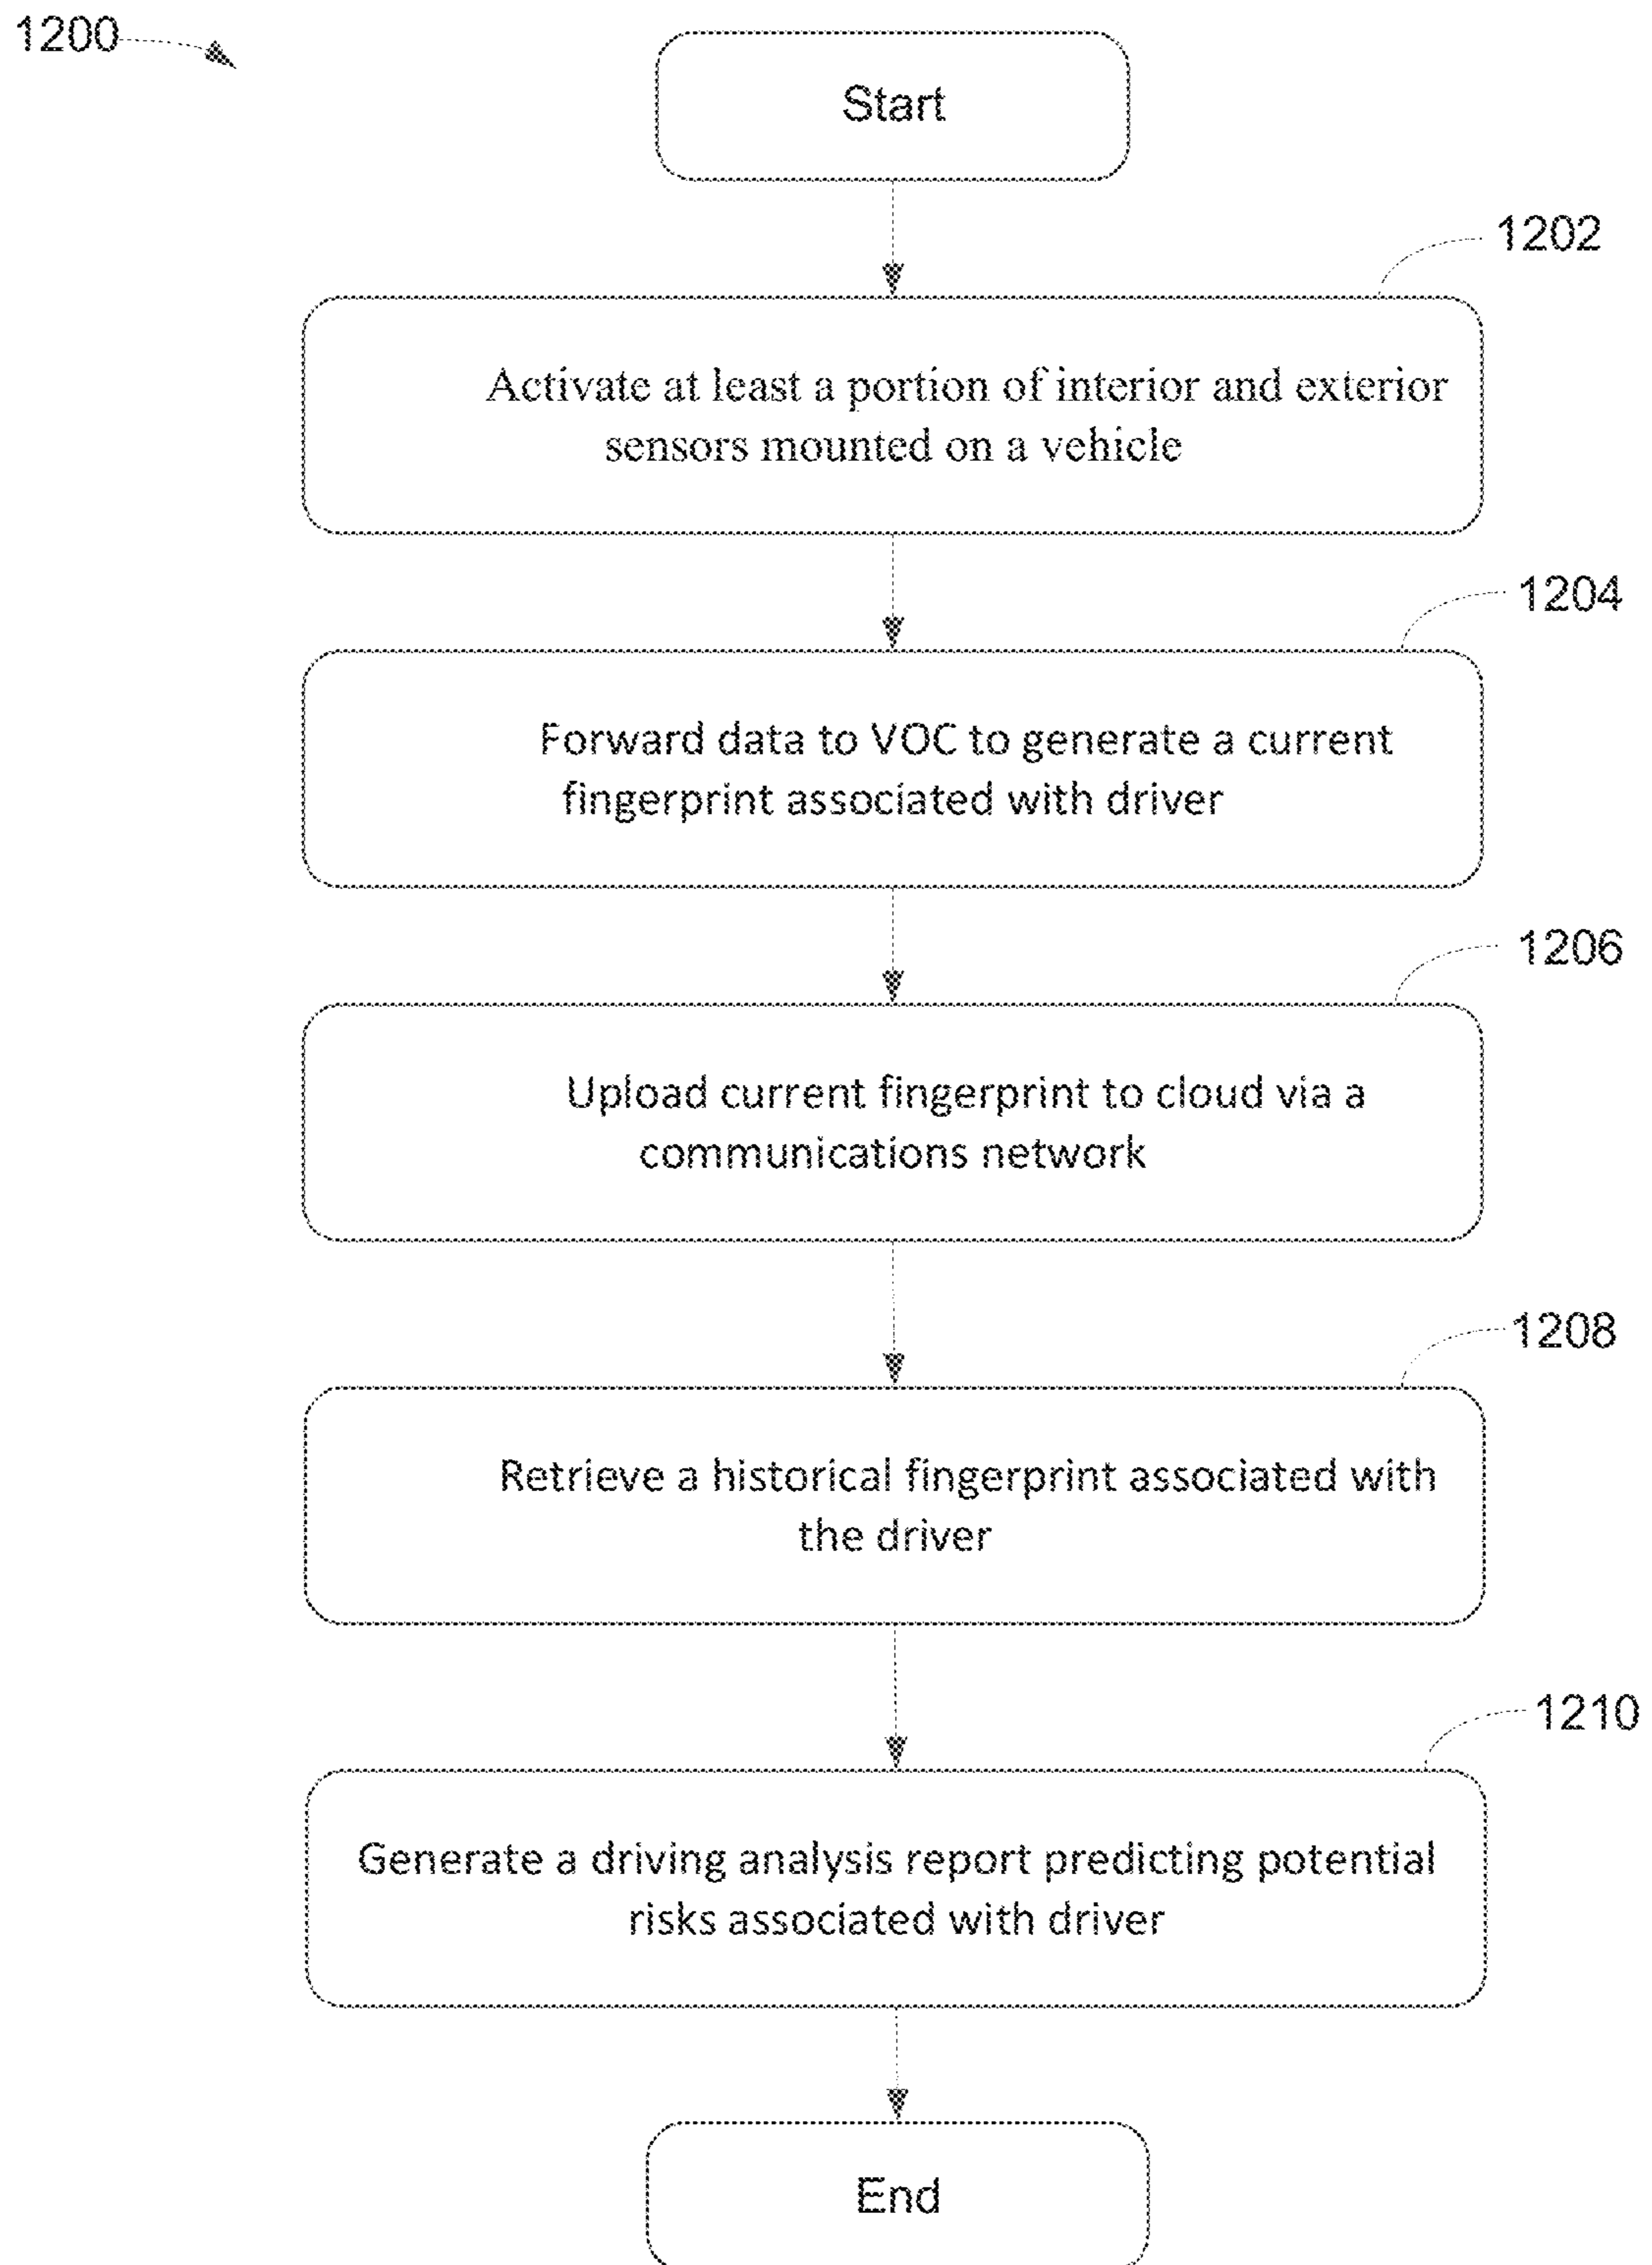 1200
Start
1202
Activate at least a portion of interior and exterior
sensors mounted on a vehicle
1204
Forward data to VOC to generate a current
fingerprint associated with driver
1206
Upload current fingerprint to cloud via a
communications network
1208
Retrieve a historical fingerprint associated with
the driver
1210
Generate a driving analysis report predicting potential
risks associated with driver
End